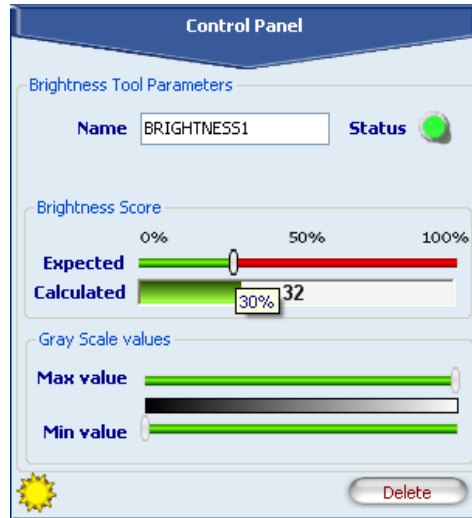 Control Panel
Brightness Tool Parameters
Name BRIGHTNESS1 Status
Brightness Score
0% 50% 100%
Expected
Calculated 32
30%
Gray Scale values
Max value
Min value
Delete